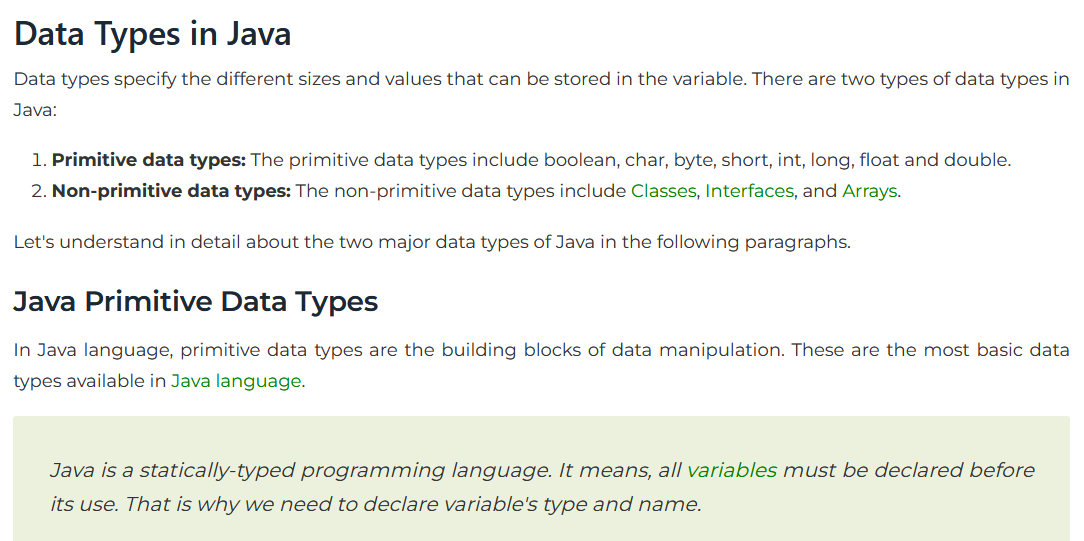 Data Types in Java
Data types specify the different sizes and values that can be stored in the variable. There are two types of data types in
Java:
1. Primitive data types: The primitive data types include boolean, char, byte, short, int, long, float and double.
2. Non-primitive data types: The non-primitive data types include Classes, Interfaces, and Arrays.
Let's understand in detail about the two major data types of Java in the following paragraphs.
Java Primitive Data Types
In Java language, primitive data types are the building blocks of data manipulation. These are the most basic data
types available in Java language.
Java is a statically-typed programming language. It means, all variables must be declared before
its use. That is why we need to declare variable's type and name.